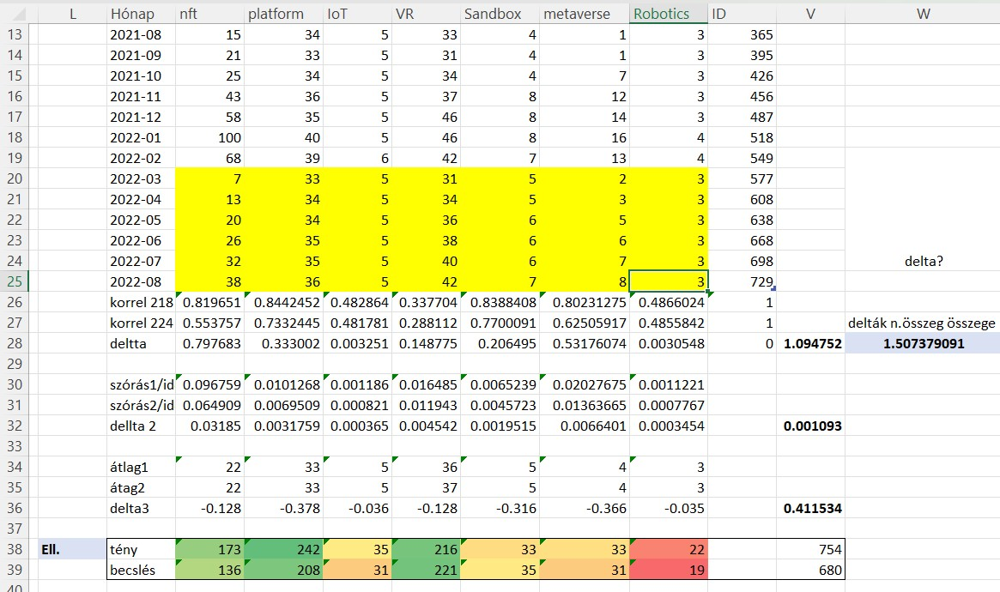 L Hónap nft platform IoT VR Sandbox metaverse Robotics ID V W
13 2021-08 15 34 5 33 4 1 3 365
14 2021-09 21 33 5 31 4 1 3 395
15 2021-10 25 34 5 34 4 7 3 426
16 2021-11 43 36 5 37 8 12 3 456
17 2021-12 58 35 5 46 8 14 3 487
18 2022-01 100 40 5 46 8 16 4 518
19 2022-02 68 39 6 42 7 13 4 549
20 2022-03 7 33 5 31 5 2 3 577
21 2022-04 13 34 5 34 5 3 3 608
22 2022-05 20 34 5 36 6 5 3 638
23 2022-06 26 35 5 38 6 6 3 668
24 2022-07 32 35 5 40 6 7 3 698 delta?
25 2022-08 38 36 5 42 7 8 3 729
26 korrel 218 0.819651 0.8442452 0.482864 0.337704 0.8388408 0.80231275 0.4866024 1
27 korrel 224 0.553757 0.7332445 0.481781 0.288112 0.7700091 0.62505917 0.4855842 1 delták n.összeg összege
28 deltta 0.797683 0.333002 0.003251 0.148775 0.206495 0.53176074 0.0030548 0 1.094752 1.507379091
29
30 szórás1/id 0.096759 0.0101268 0.001186 0.016485 0.0065239 0.02027675 0.0011221
31 szórás2/id 0.064909 0.0069509 0.000821 0.011943 0.0045723 0.01363665 0.0007767
32 dellta 2 0.03185 0.0031759 0.000365 0.004542 0.0019515 0.0066401 0.0003454 0.001093
33
34 átlag1 22 33 5 36 5 4 3
35 átag2 22 33 5 37 5 4 3
36 delta3 -0.128 -0.378 -0.036 -0.128 -0.316 -0.366 -0.035 0.411534
37
38 Ell. tény 173 242 35 216 33 33 22 754
39 becslés 136 208 31 221 35 31 19 680
40